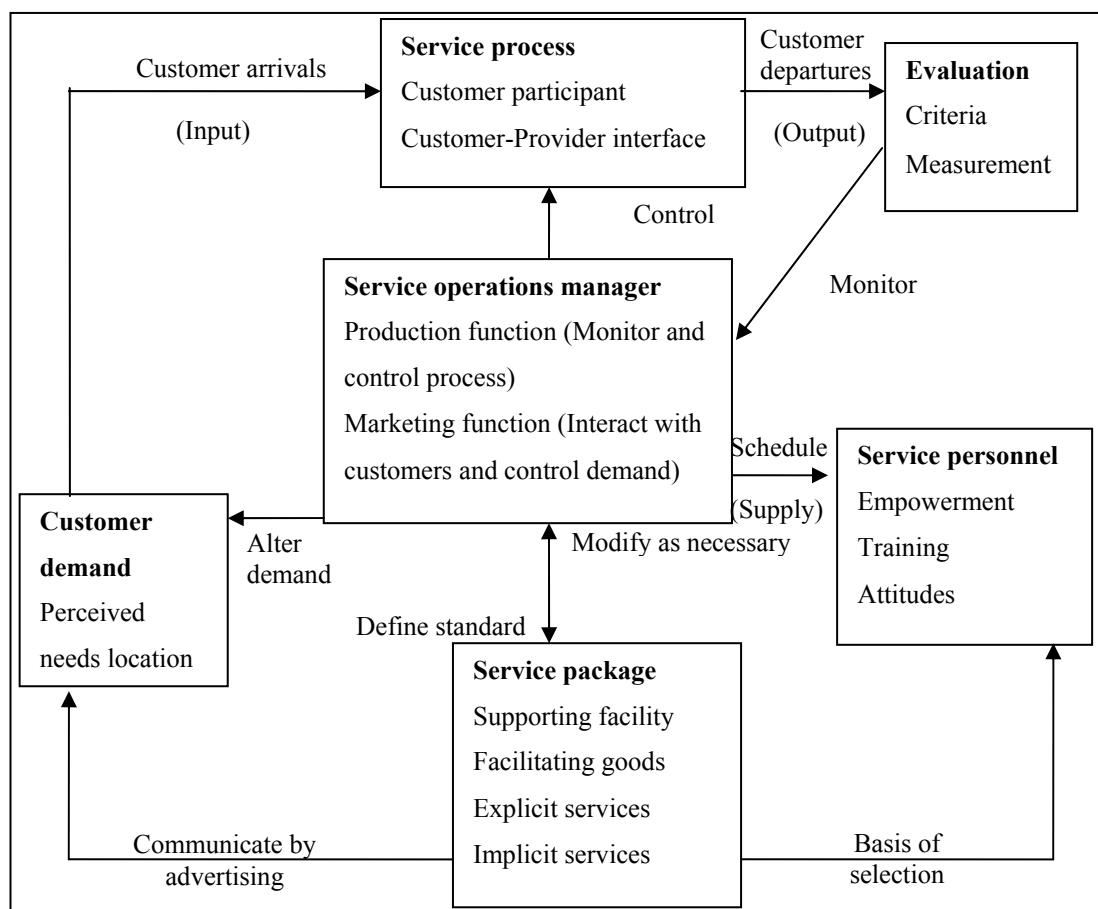 Service process
Customer participant
Customer-Provider interface
Customer arrivals
(Input)
Customer
departures
(Output)
Evaluation
Criteria
Measurement
Control
Monitor
Service operations manager
Production function (Monitor and
control process)
Marketing function (Interact with
customers and control demand)
Schedule
(Supply)
Service personnel
Empowerment
Training
Attitudes
Customer
demand
Perceived
needs location
Alter
demand
Modify as necessary
Define standard
Service package
Supporting facility
Facilitating goods
Explicit services
Implicit services
Communicate by
advertising
Basis of
selection